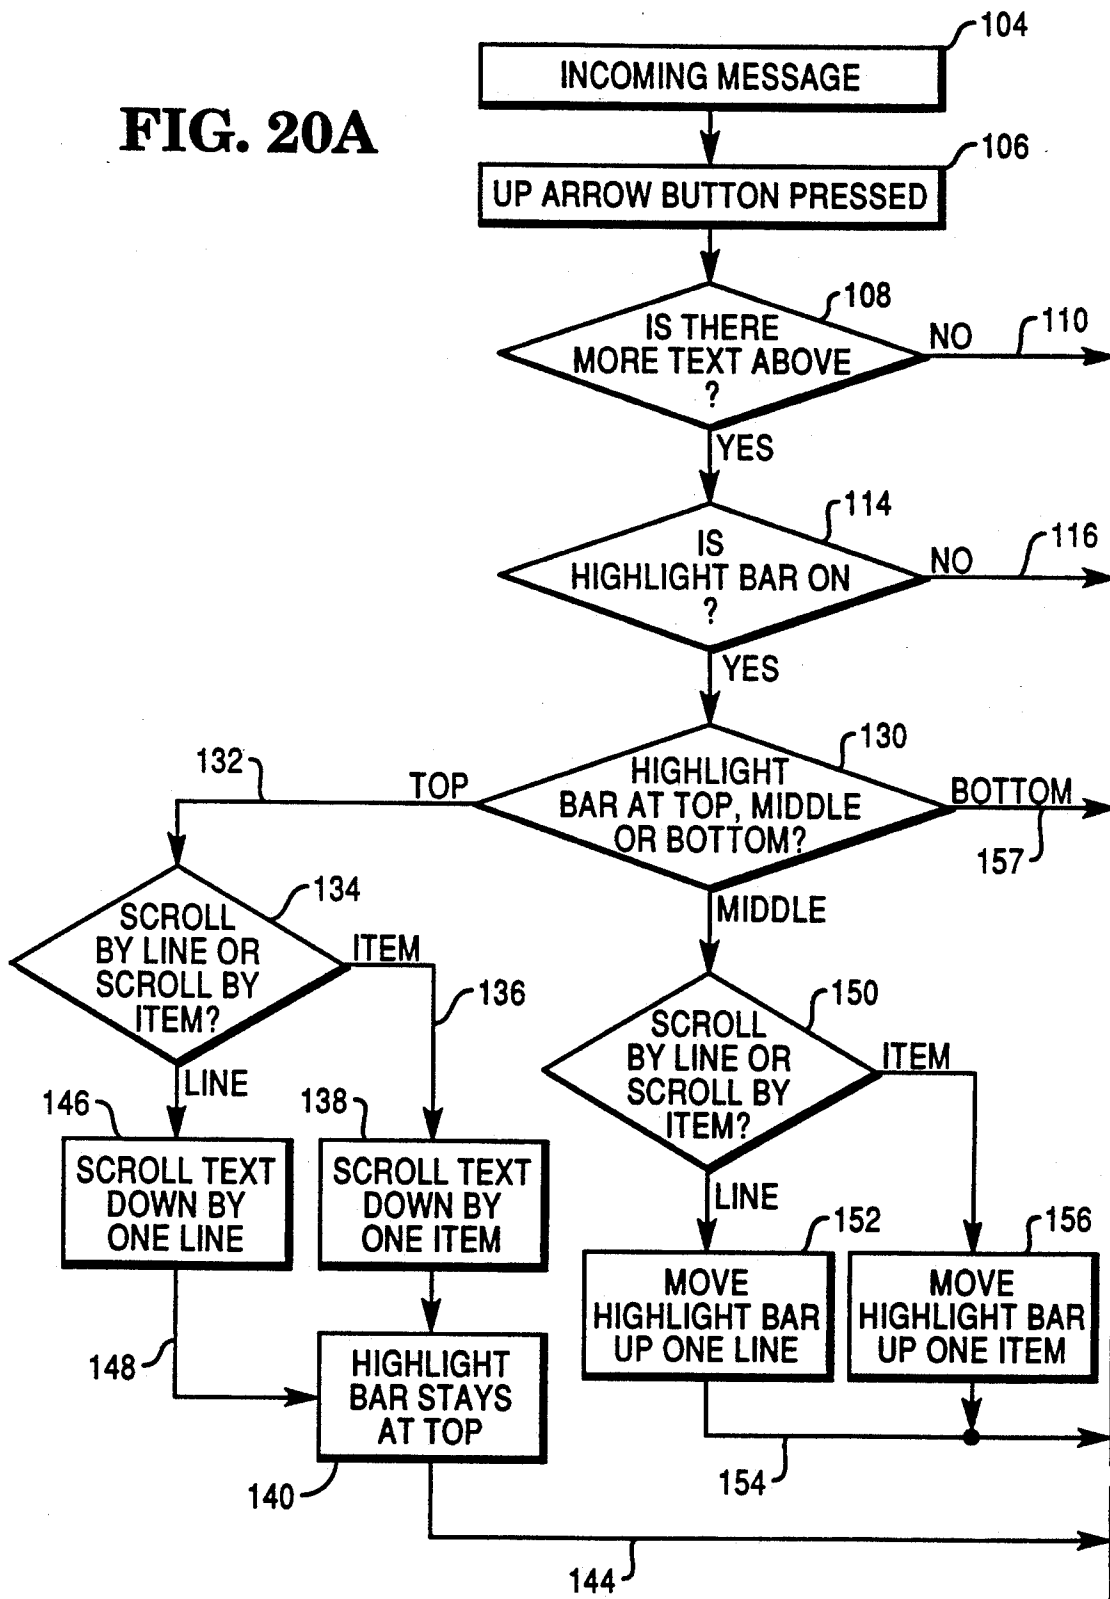 FIG. 20A
104
INCOMING MESSAGE
106
UP ARROW BUTTON PRESSED
108
IS THERE
MORE TEXT ABOVE
?
NO
110
YES
114
IS
HIGHLIGHT BAR ON
?
NO
116
YES
130
HIGHLIGHT
BAR AT TOP, MIDDLE
OR BOTTOM?
132
TOP
BOTTOM
157
MIDDLE
134
SCROLL
BY LINE OR
SCROLL BY
ITEM?
ITEM
136
LINE
150
SCROLL
BY LINE OR
SCROLL BY
ITEM?
ITEM
LINE
146
SCROLL TEXT
DOWN BY
ONE LINE
138
SCROLL TEXT
DOWN BY
ONE ITEM
152
MOVE
HIGHLIGHT BAR
UP ONE LINE
156
MOVE
HIGHLIGHT BAR
UP ONE ITEM
148
HIGHLIGHT
BAR STAYS
AT TOP
140
154
144